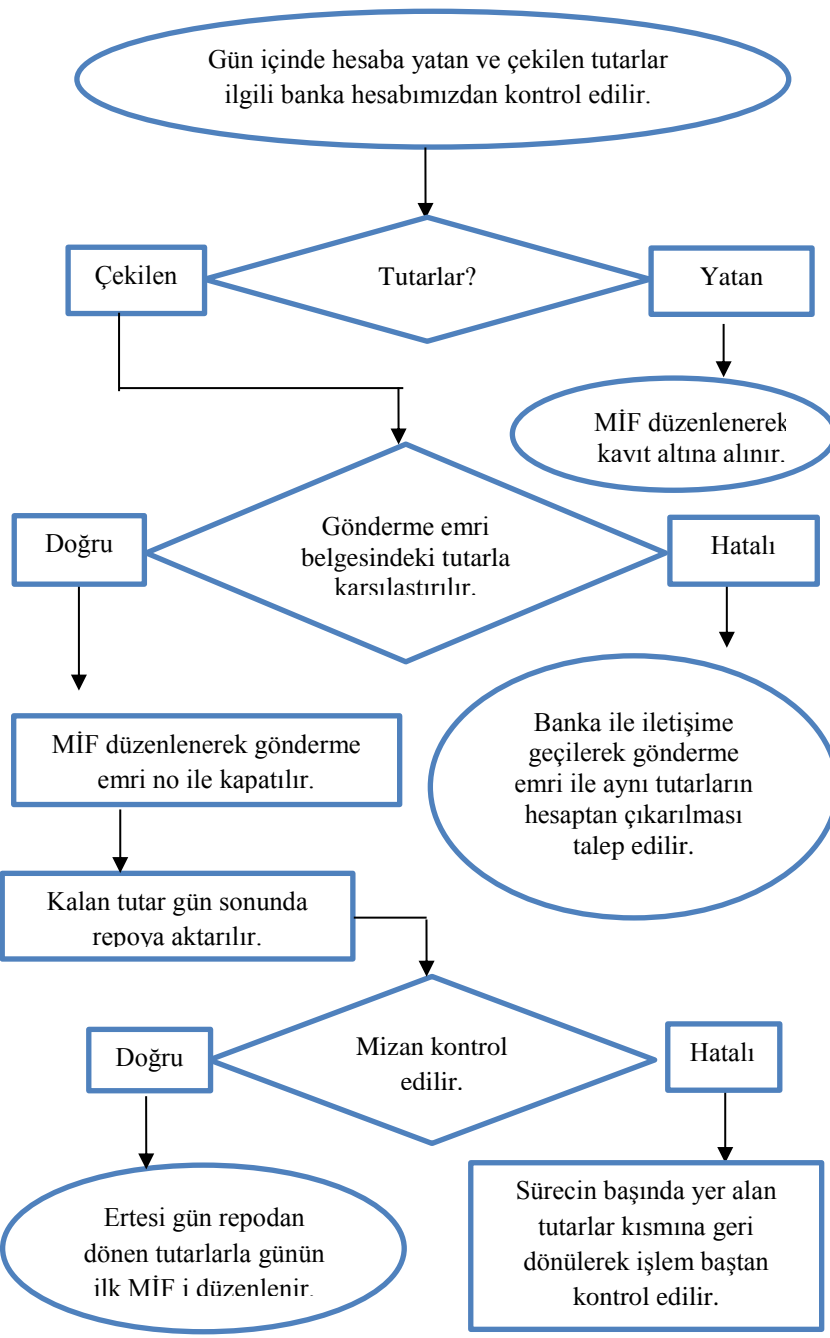 Gün içinde hesaba yatan ve çekilen tutarlar
ilgili banka hesabımızdan kontrol edilir.
Çekilen
Tutarlar?
Yatan
MİF düzenlenerek
kayıt altına alınır.
Doğru
Gönderme emri
belgesindeki tutarla
karşılaştırılır.
Hatalı
MİF düzenlenerek gönderme
emri no ile kapatılır.
Banka ile iletişime
geçilerek gönderme
emri ile aynı tutarların
hesaptan çıkarılması
talep edilir.
Kalan tutar gün sonunda
repoya aktarılır.
Doğru
Mizan kontrol
edilir.
Hatalı
Ertesi gün repodan
dönen tutarlarla günün
ilk MİF i düzenlenir.
Sürecin başında yer alan
tutarlar kısmına geri
dönülerek işlem baştan
kontrol edilir.